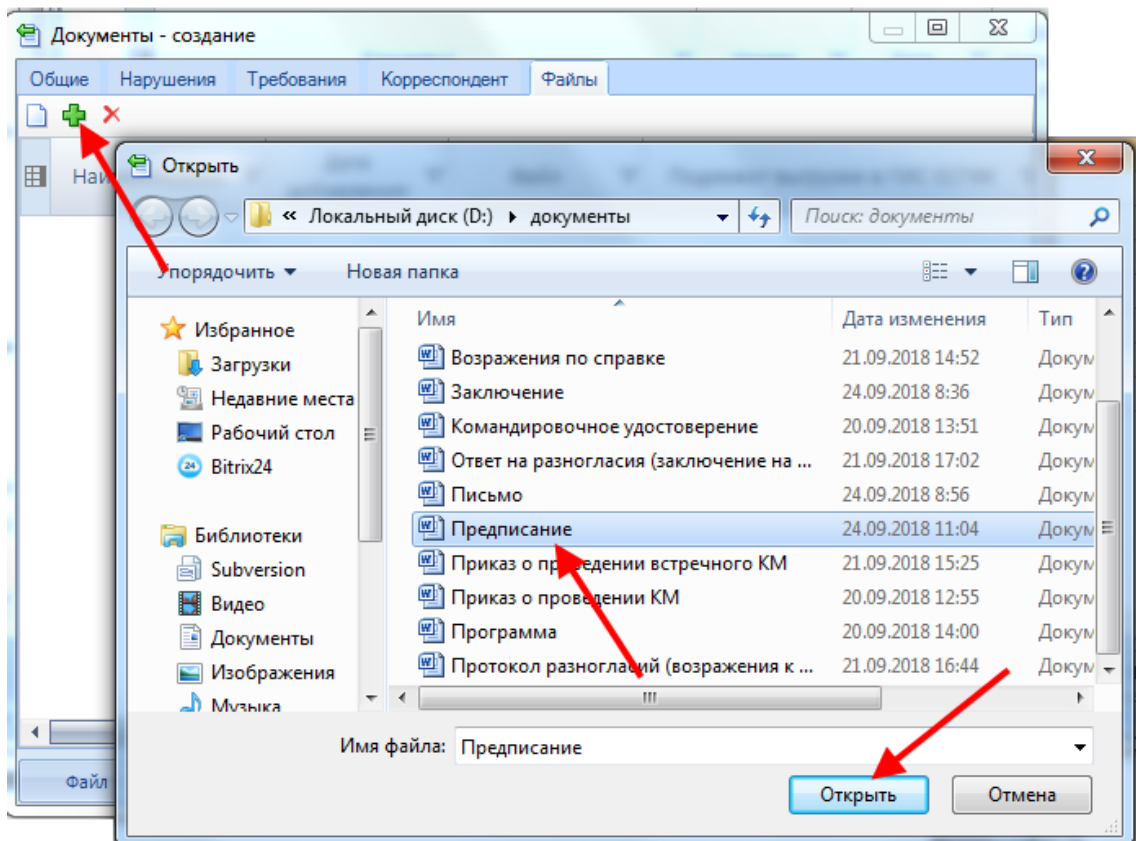 Документы - создание
Общие Нарушения Требования Корреспондент Файлы
Открыть
Локальный диск (D:) документы Поиск: документы
Упорядочить Новая папка
Избранное
Загрузки
Недавние места
Рабочий стол
Bitrix24
Библиотеки
Subversion
Видео
Документы
Изображения
Музыка
Имя Дата изменения Тип
Возражения по справке 21.09.2018 14:52 Докум
Заключение 24.09.2018 8:36 Докум
Командировочное удостоверение 20.09.2018 13:51 Докум
Ответ на разногласия (заключение на ... 21.09.2018 17:02 Докум
Письмо 24.09.2018 8:56 Докум
Предписание 24.09.2018 11:04 Докум
Приказ о проведении встречного КМ 21.09.2018 15:25 Докум
Приказ о проведении КМ 20.09.2018 12:55 Докум
Программа 20.09.2018 14:00 Докум
Протокол разногласий (возражения к ... 21.09.2018 16:44 Докум
Имя файла: Предписание
Файл
Открыть Отмена